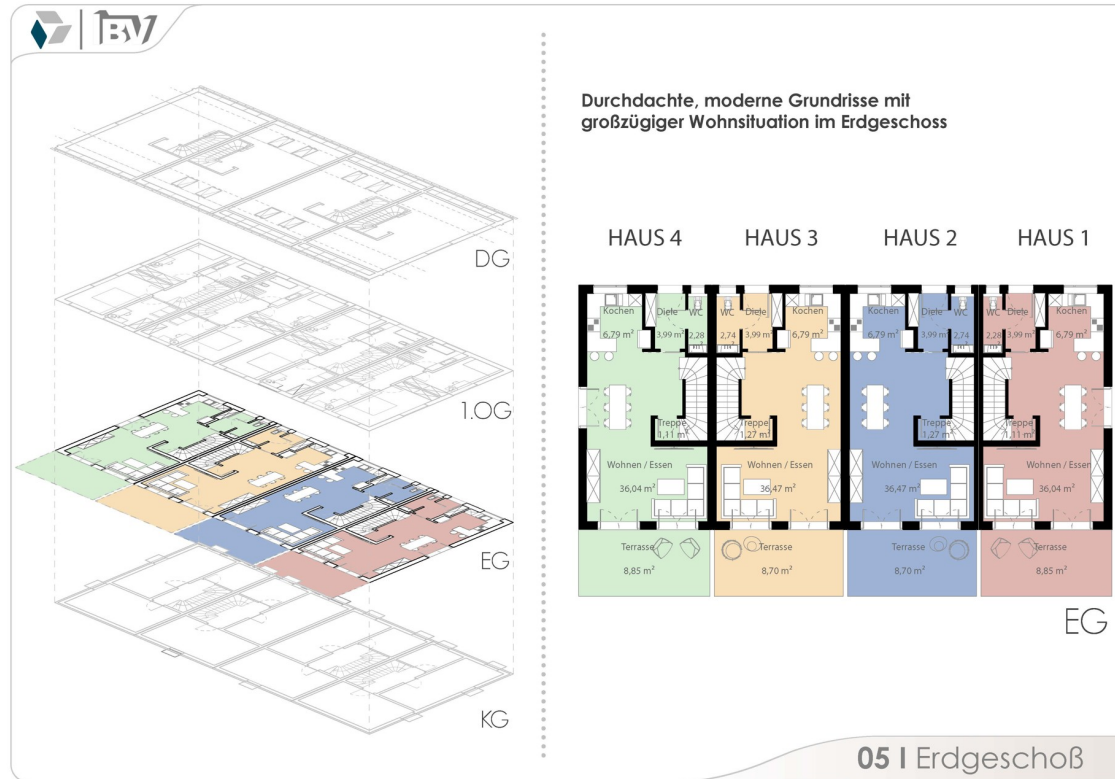 IBV
Durchdachte, moderne Grundrisse mit
großzügiger Wohnsituation im Erdgeschoss
DG
1.OG
EG
KG
HAUS 4
HAUS 3
HAUS 2
HAUS 1
Kochen
6,79 m²
Diele
3,99 m²
WC
2,28
WC
2,74
Diele
3,99 m²
Kochen
6,79 m²
Kochen
6,79 m²
Diele
3,99 m²
WC
2,74
WC
2,28
Diele
3,99 m²
Kochen
6,79 m²
Treppe
1,11 m²
Treppe
1,27 m²
Treppe
1,27 m²
Treppe
1,11 m²
Wohnen / Essen
36,04 m²
Wohnen / Essen
36,47 m²
Wohnen / Essen
36,47 m²
Wohnen / Essen
36,04 m²
Terrasse
8,85 m²
Terrasse
8,70 m²
Terrasse
8,70 m²
Terrasse
8,85 m²
EG
05 I Erdgeschoß